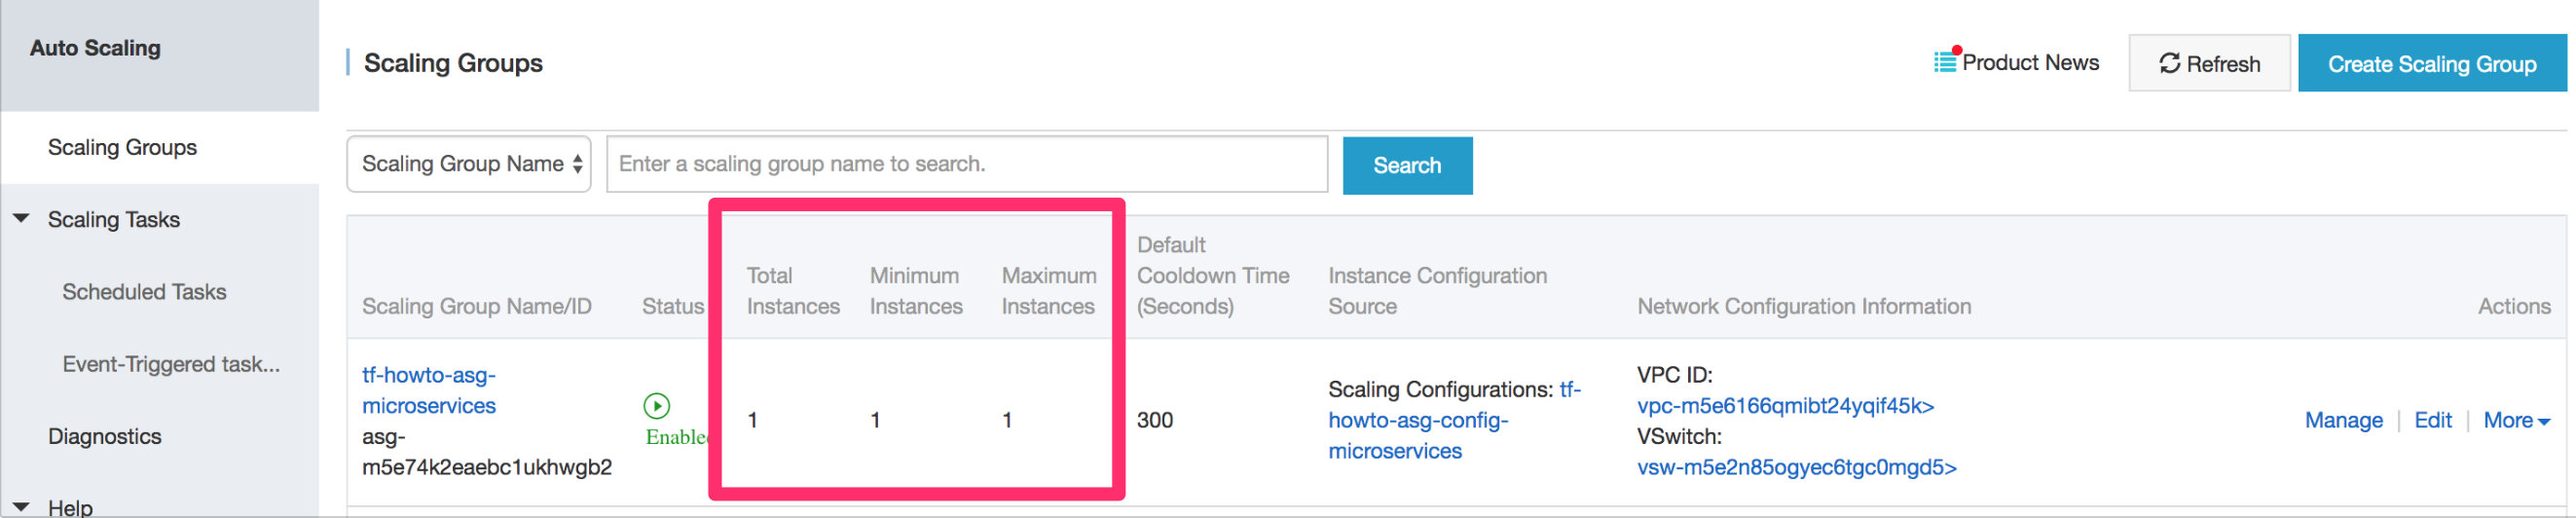 Auto Scaling
Scaling Groups
Product News
Refresh
Create Scaling Group
Scaling Groups
Scaling Group Name
Enter a scaling group name to search.
Search
Scaling Tasks
Scheduled Tasks
Event-Triggered task...
Diagnostics
Help
Scaling Group Name/ID
Status
Total
Instances
Minimum
Instances
Maximum
Instances
Default
Cooldown Time
(Seconds)
Instance Configuration
Source
Network Configuration Information
Actions
tf-howto-asg-
microservices
asg-
m5e74k2eaebc1ukhwgb2
Enabled
1
1
1
300
Scaling Configurations: tf-
howto-asg-config-
microservices
VPC ID:
vpc-m5e6166qmibt24yqif45k>
VSwitch:
vsw-m5e2n85ogyec6tgc0mgd5>
Manage | Edit | More